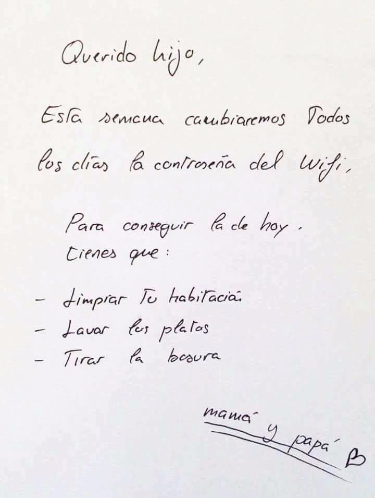 Querido hijo,
Esta semana cambiaremos Todos
los días la contraseña del Wifi,
Para conseguir la de hoy.
tienes que:
- Limpiar Tu habitación
- Lavar los platos
- Tirar la basura
mamá y papá